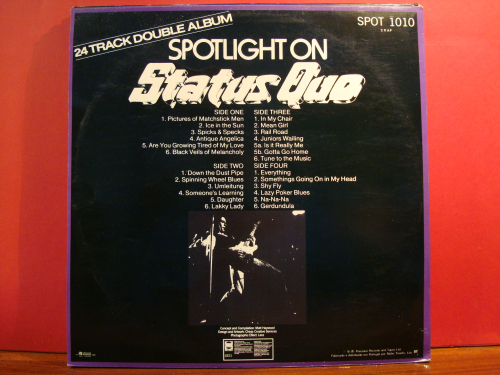 24 TRACK DOUBLE ALBUM
SPOT 1010
SPOTLIGHT ON
Status Quo
SIDE ONE
1. Pictures of Matchstick Men
2. Ice in the Sun
3. Spicks & Specks
4. Antique Angelica
5. Are You Growing Tired of My Love
6. Black Veils of Melancholy
SIDE TWO
1. Down the Dust Pipe
2. Spinning Wheel Blues
3. Umleitung
4. Someone's Learning
5. Daughter
6. Lakky Lady
SIDE THREE
1. In My Chair
2. Mean Girl
3. Rail Road
4. Juniors Wailing
5a. Is it Really Me
5b. Gotta Go Home
6. Tune to the Music
SIDE FOUR
1. Everything
2. Somethings Going On in My Head
3. Shy Fly
4. Lazy Poker Blues
5. Na-Na-Na
6. Gerdundula
Concept and Compilation: Matt Haywood